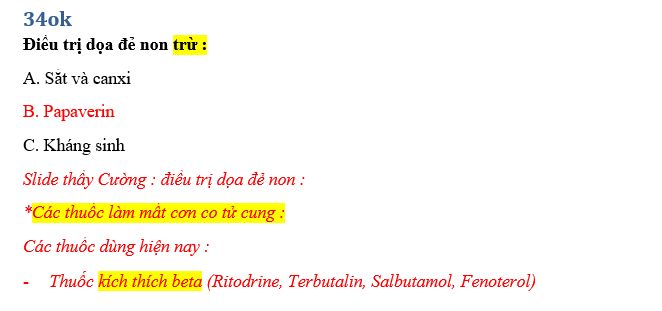 34ok
Điều trị dọa đẻ non trừ :
A. Sắt và canxi
B. Papaverin
C. Kháng sinh
Slide thầy Cường : điều trị dọa đẻ non :
*Các thuốc làm mất cơn co tử cung :
Các thuốc dùng hiện nay :
- Thuốc kích thích beta (Ritodrine, Terbutalin, Salbutamol, Fenoterol)